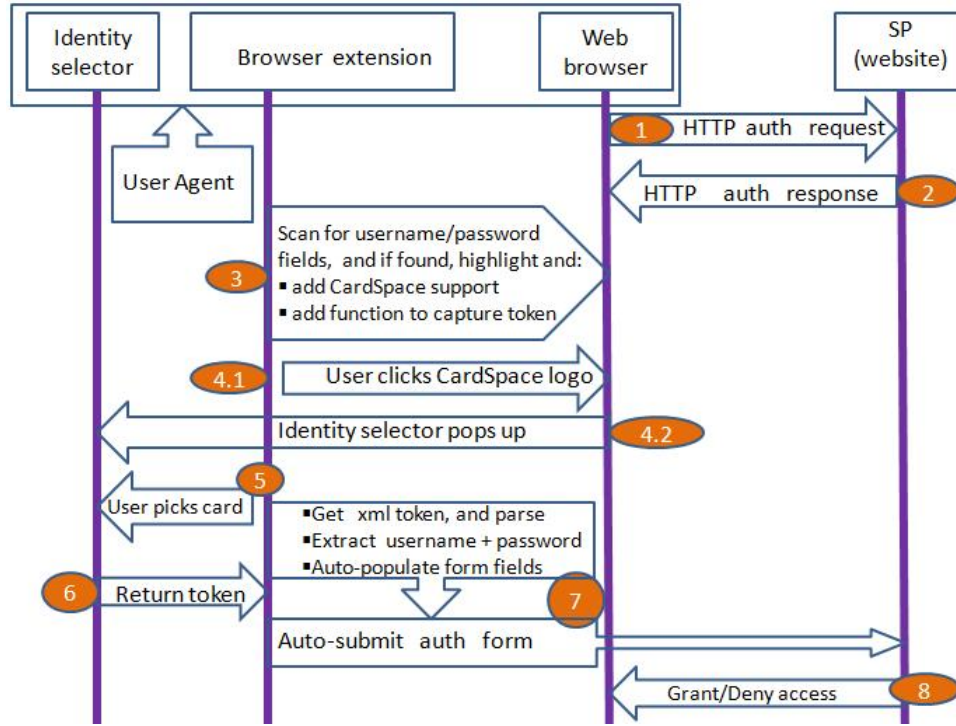 Identity
selector
Browser extension
Web
browser
SP
(website)
User Agent
1
HTTP auth request
HTTP auth response
2
3
Scan for username/password
fields, and if found, highlight and:
▪ add CardSpace support
▪ add function to capture token
4.1
User clicks CardSpace logo
Identity selector pops up
4.2
5
User picks card
▪Get xml token, and parse
▪Extract username + password
▪Auto-populate form fields
6
Return token
7
Auto-submit auth form
Grant/Deny access
8